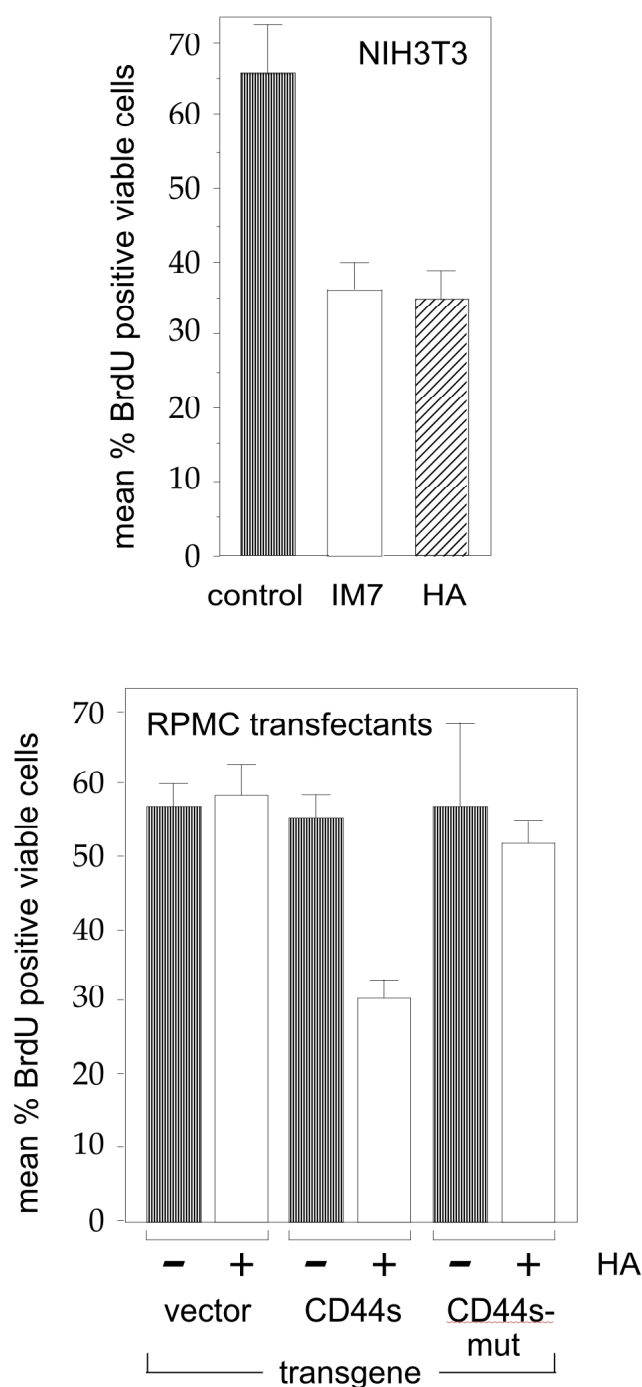 mean % BrdU positive viable cells
70
60
50
40
30
20
10
0
NIH3T3
control IM7 HA
mean % BrdU positive viable cells
70
60
50
40
30
20
10
0
RPMC transfectants
- + - + - + HA
vector CD44s CD44s-
mut
transgene